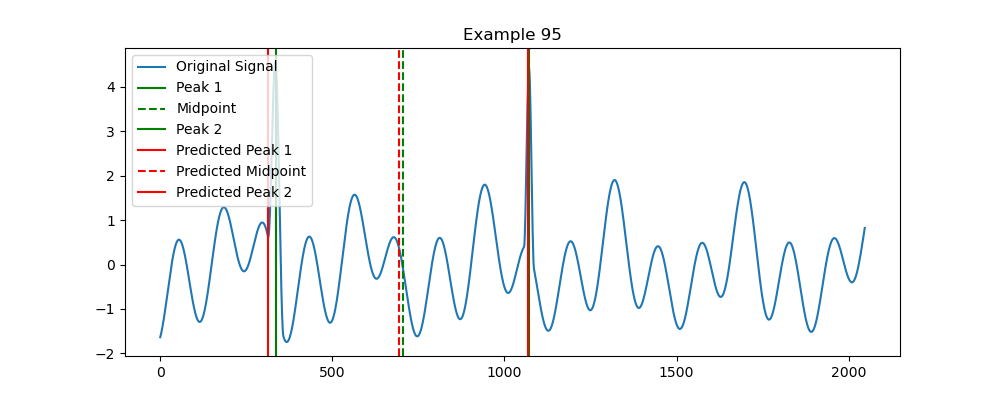 Example 95
Original Signal
Peak 1
Midpoint
Peak 2
Predicted Peak 1
Predicted Midpoint
Predicted Peak 2
4
3
2
1
0
−1
−2
0
500
1000
1500
2000